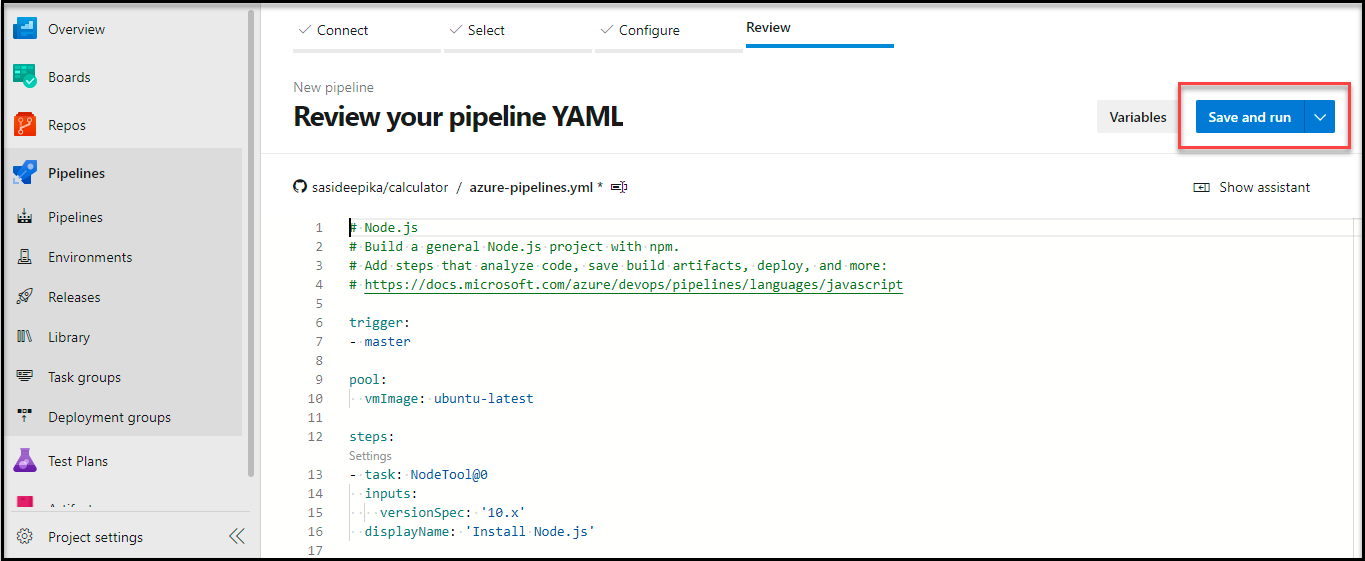 Overview
Boards
Repos
Pipelines
Pipelines
Environments
Releases
Library
Task groups
Deployment groups
Test Plans
Project settings
Connect
Select
Configure
Review
New pipeline
Review your pipeline YAML
Variables
Save and run
sasideepika/calculator / azure-pipelines.yml *
Show assistant
1 # Node.js
2 # Build a general Node.js project with npm.
3 # Add steps that analyze code, save build artifacts, deploy, and more:
4 # https://docs.microsoft.com/azure/devops/pipelines/languages/javascript
5
6 trigger:
7 - master
8
9 pool:
10   vmImage: ubuntu-latest
11
12 steps:
Settings
13 - task: NodeTool@0
14   inputs:
15     versionSpec: '10.x'
16   displayName: 'Install Node.js'
17